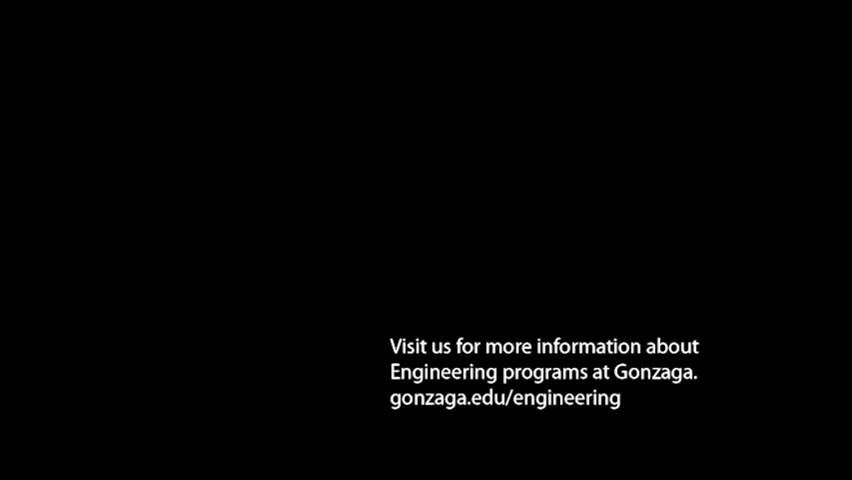 Visit us for more information about
Engineering programs at Gonzaga.
gonzaga.edu/engineering